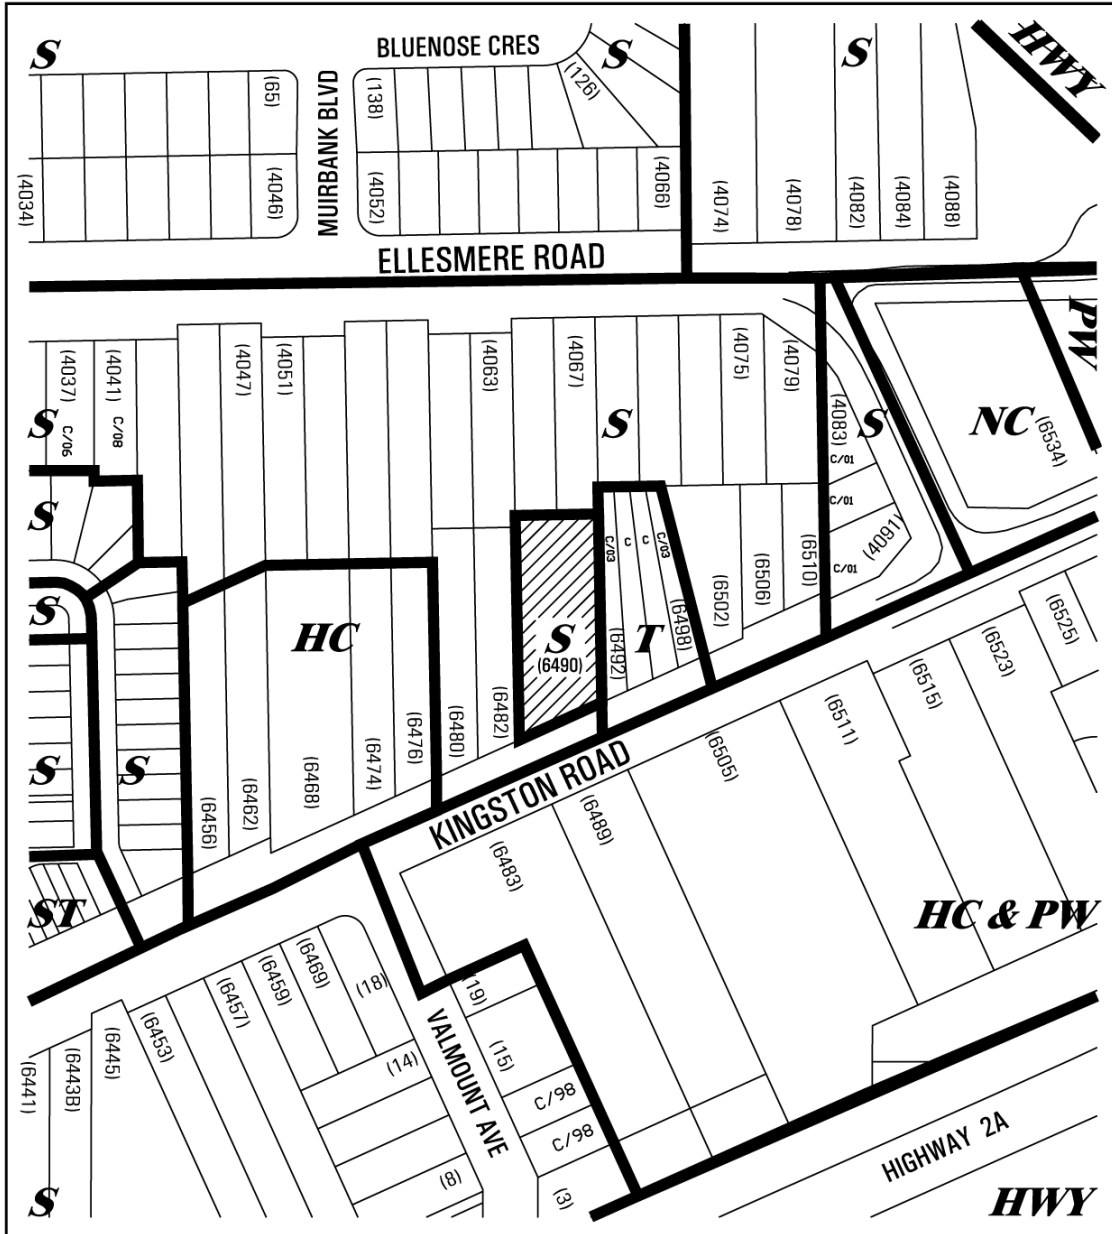 S
BLUENOSE CRES
S
S
HWY
(65)
MUIRBANK BLVD
(138)
(126)
(4034)
(4046)
(4052)
(4066)
(4074)
(4078)
(4082)
(4084)
(4088)
ELLESMERE ROAD
PW
(4037)
(4041)
(4047)
(4051)
(4063)
(4067)
(4075)
(4079)
(4083)
S
C/06
C/08
S
S
NC
(6534)
C/01
C/01
C/01
(4091)
S
C/03
C
C
C/03
S
HC
S
(6490)
T
(6492)
(6498)
(6502)
(6506)
(6510)
(6525)
(6523)
(6515)
(6511)
(6505)
S
S
(6456)
(6462)
(6468)
(6474)
(6476)
(6480)
(6482)
KINGSTON ROAD
(6489)
(6483)
ST
HC & PW
(6469)
(6459)
(6457)
(6453)
(6445)
(6443B)
(6441)
(18)
(19)
(14)
(15)
VALMOUNT AVE
C/98
C/98
(8)
(3)
HIGHWAY 2A
S
HWY